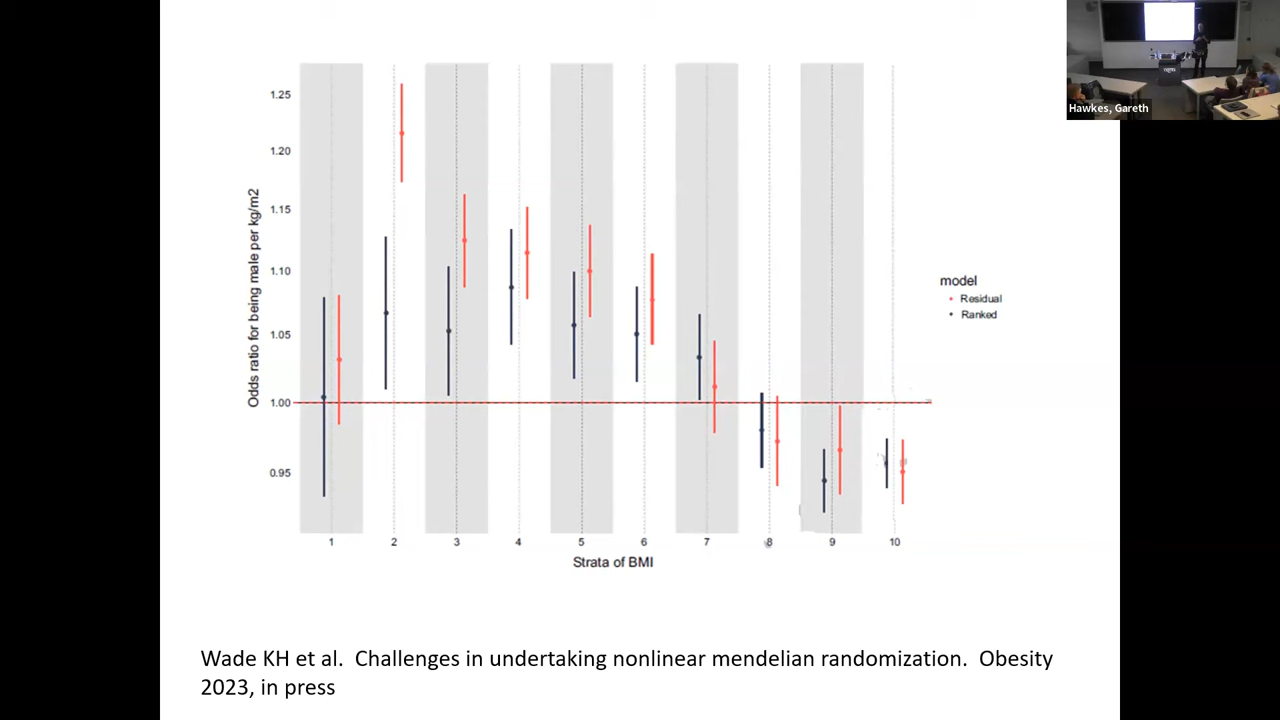 Hawkes, Gareth
1.25
1.20
1.15
1.10
1.05
1.00
0.95
Odds ratio for being male per kg/m2
1 2 3 4 5 6 7 8 9 10
Strata of BMI
model
Residual
Ranked
Wade KH et al. Challenges in undertaking nonlinear mendelian randomization. Obesity
2023, in press